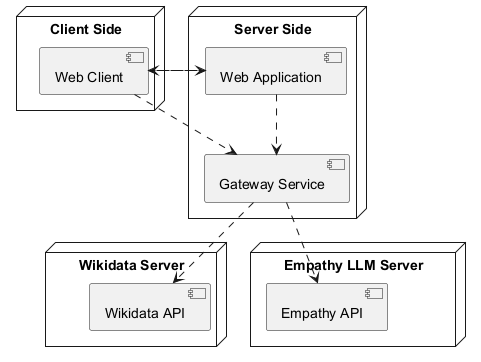 Client Side
Server Side
Web Client
Web Application
Gateway Service
Wikidata Server
Empathy LLM Server
Wikidata API
Empathy API